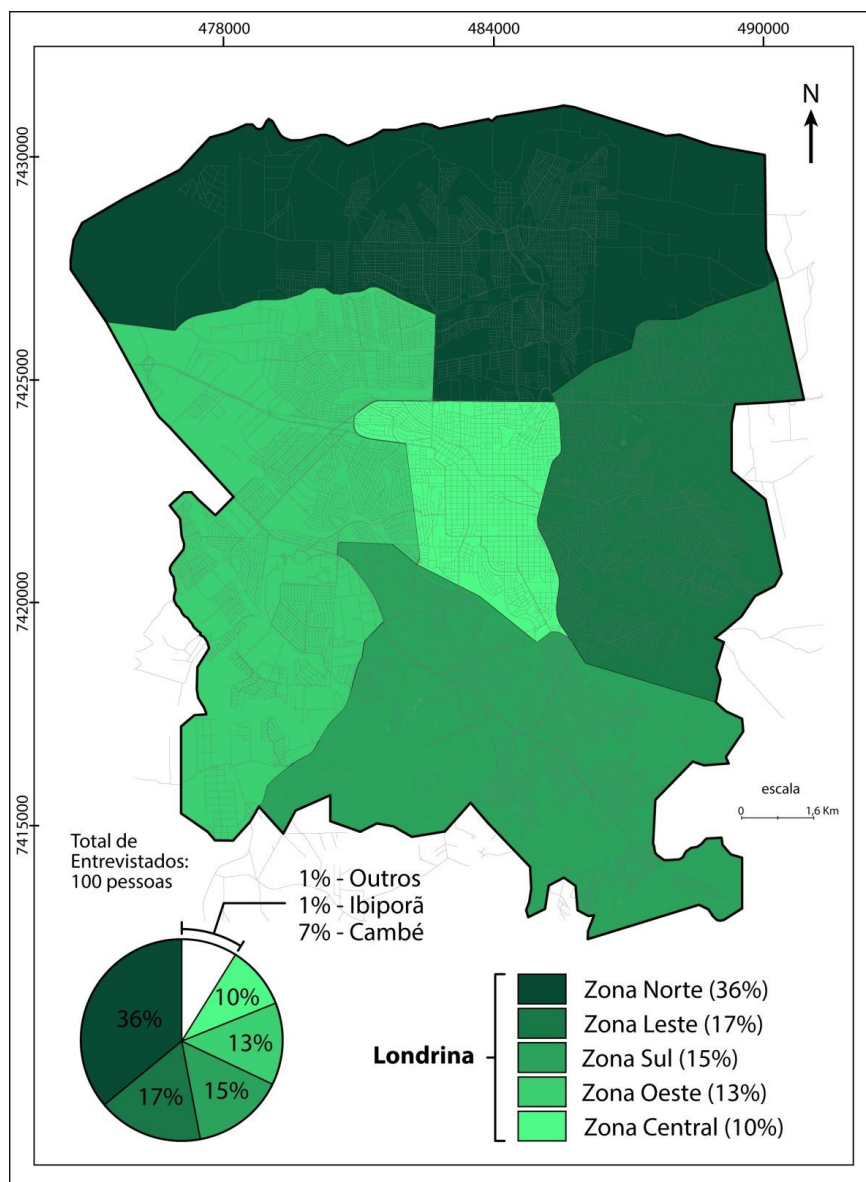 478000
484000
490000
N
7430000
7425000
7420000
7415000
escala
0 1,6 Km
Total de
Entrevistados:
100 pessoas
1% - Outros
1% - Ibiporã
7% - Cambé
36%
10%
13%
15%
17%
Londrina
Zona Norte (36%)
Zona Leste (17%)
Zona Sul (15%)
Zona Oeste (13%)
Zona Central (10%)